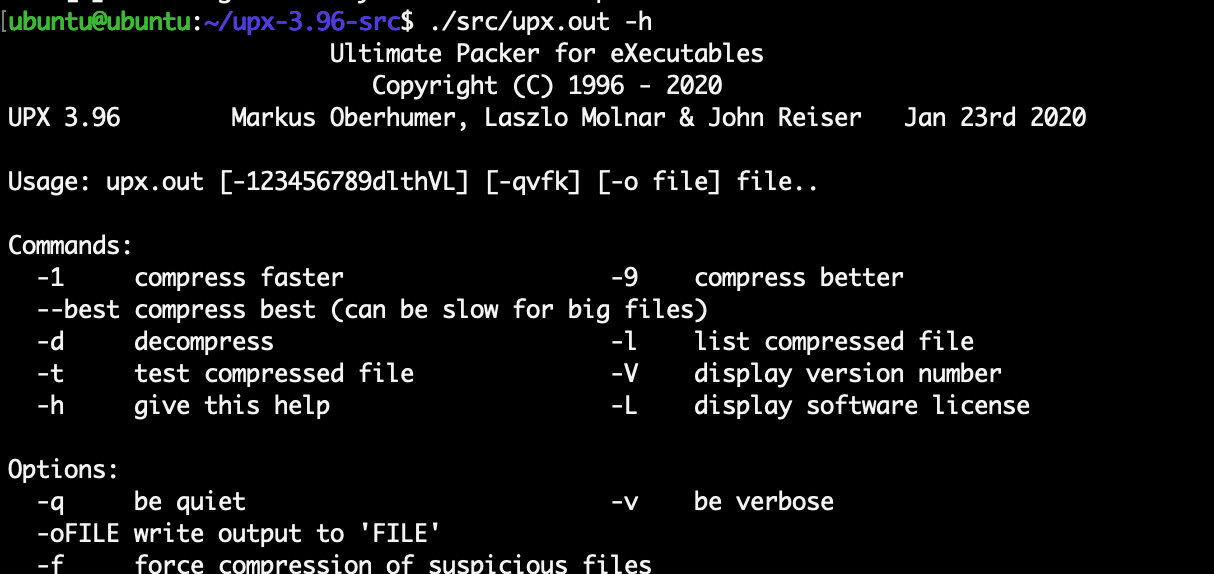 [ubuntu@ubuntu:~/upx-3.96-src$ ./src/upx.out -h
Ultimate Packer for eXecutables
Copyright (C) 1996 - 2020
UPX 3.96        Markus Oberhumer, Laszlo Molnar & John Reiser   Jan 23rd 2020
Usage: upx.out [-123456789dlthVL] [-qvfk] [-o file] file..
Commands:
-1     compress faster                   -9    compress better
--best compress best (can be slow for big files)
-d     decompress                        -l    list compressed file
-t     test compressed file              -V    display version number
-h     give this help                    -L    display software license
Options:
-q     be quiet                          -v    be verbose
-oFILE write output to 'FILE'
-f     force compression of suspicious files